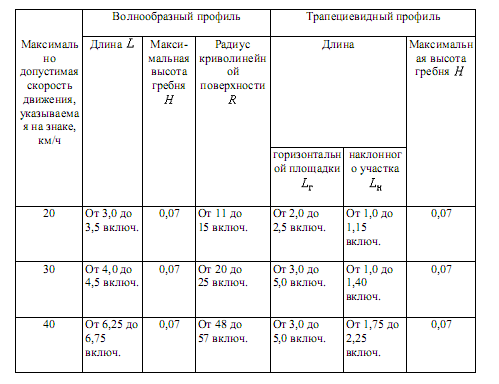 Максималь
но
допустимая
скорость
движения,
указываема
я на знаке,
км/ч
Волнообразный профиль
Трапециевидный профиль
Длина L
Макси-
мальная
высота
гребня
H
Радиус
криволинейн
ой
поверхности
R
Длина
Максимальн
ая высота
гребня H
горизонталь
ой площадки
Lг
наклонног
о участка
Lн
20
От 3,0 до
3,5 включ.
0,07
От 11 до
15 включ.
От 2,0 до
2,5 включ.
От 1,0 до
1,15
включ.
0,07
30
От 4,0 до
4,5 включ.
0,07
От 20 до
25 включ.
От 3,0 до
5,0 включ.
От 1,0 до
1,40
включ.
0,07
40
От 6,25 до
6,75
включ.
0,07
От 48 до
57 включ.
От 3,0 до
5,0 включ.
От 1,75 до
2,25
включ.
0,07